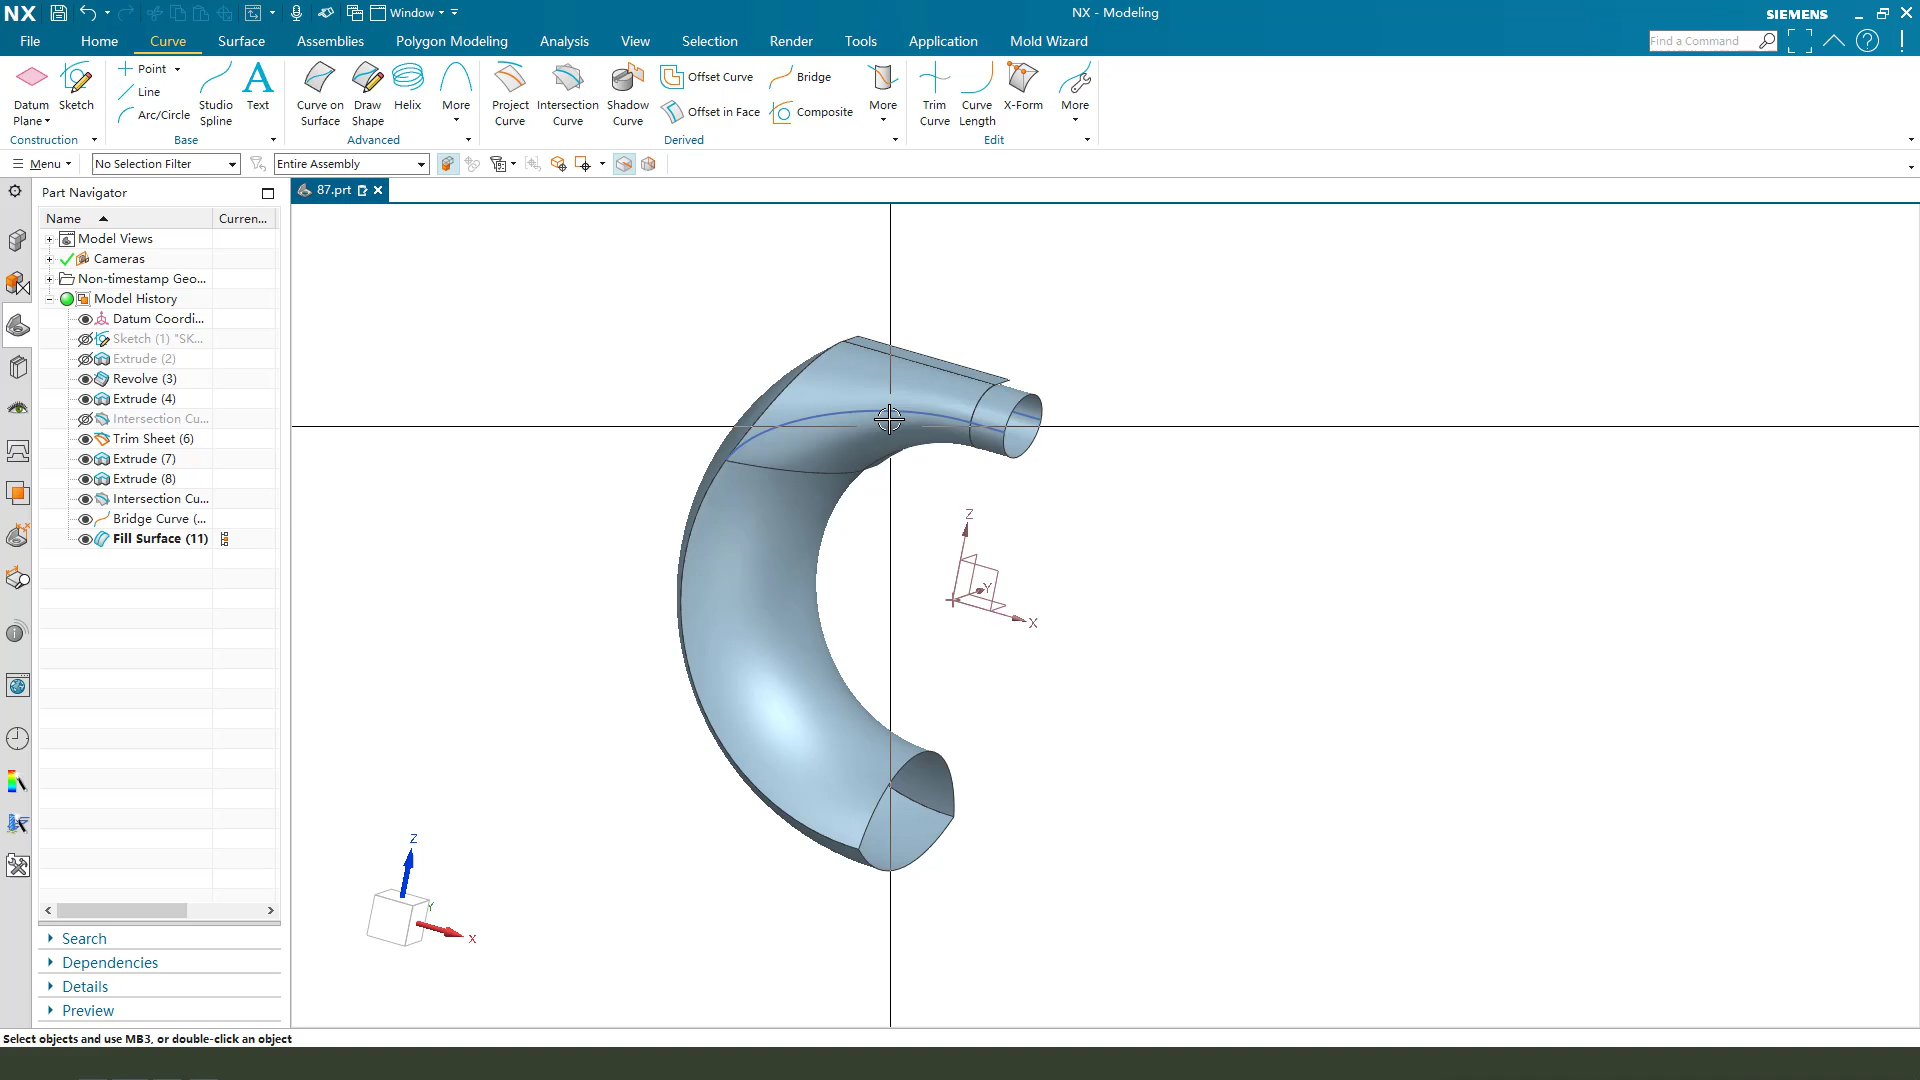 NX
Window
NX - Modeling
SIEMENS
File Home Curve Surface Assemblies Polygon Modeling Analysis View Selection Render Tools Application Mold Wizard
Find a Command
Datum Plane
Sketch
Point
Line
Arc/Circle
Studio Spline
Text
Curve on Surface
Draw Shape
Helix
More
Project Curve
Intersection Curve
Shadow Curve
Offset Curve
Offset in Face
Bridge
Composite
More
Trim Curve
Curve Length
X-Form
More
Construction Base Advanced Derived Edit
Menu No Selection Filter Entire Assembly
Part Navigator
87.prt
Name Curren...
Model Views
Cameras
Non-timestamp Geo...
Model History
Datum Coordi...
Sketch (1) "SK...
Extrude (2)
Revolve (3)
Extrude (4)
Intersection Cu...
Trim Sheet (6)
Extrude (7)
Extrude (8)
Intersection Cu...
Bridge Curve (...
Fill Surface (11)
Z
Y
X
Z
Y
X
Search
Dependencies
Details
Preview
Select objects and use MB3, or double-click an object